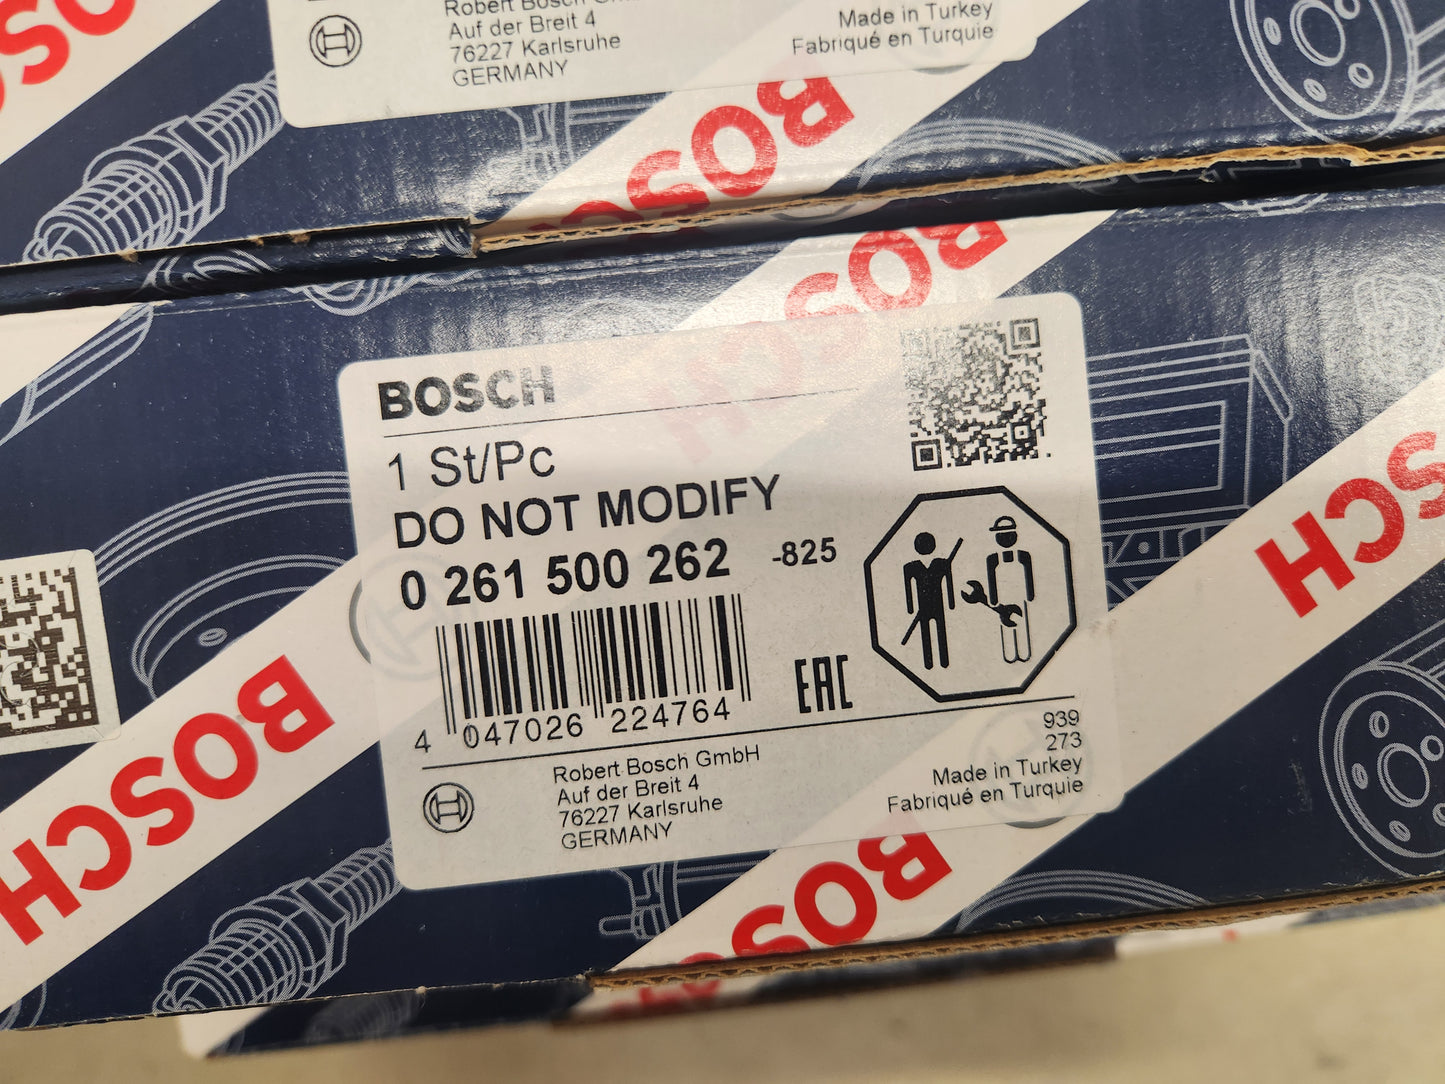 Robert Bosch
Auf der Breit 4
76227 Karlsruhe
GERMANY
Made in Turkey
Fabriqué en Turquie
BOSCH
BOSCH
BOSCH
1 St/Pc
DO NOT MODIFY
0 261 500 262 -825
4 047026 224764
EAC
Robert Bosch GmbH
Auf der Breit 4
76227 Karlsruhe
GERMANY
939
273
Made in Turkey
Fabriqué en Turquie
BOSCH
BOSCH
BOSCH